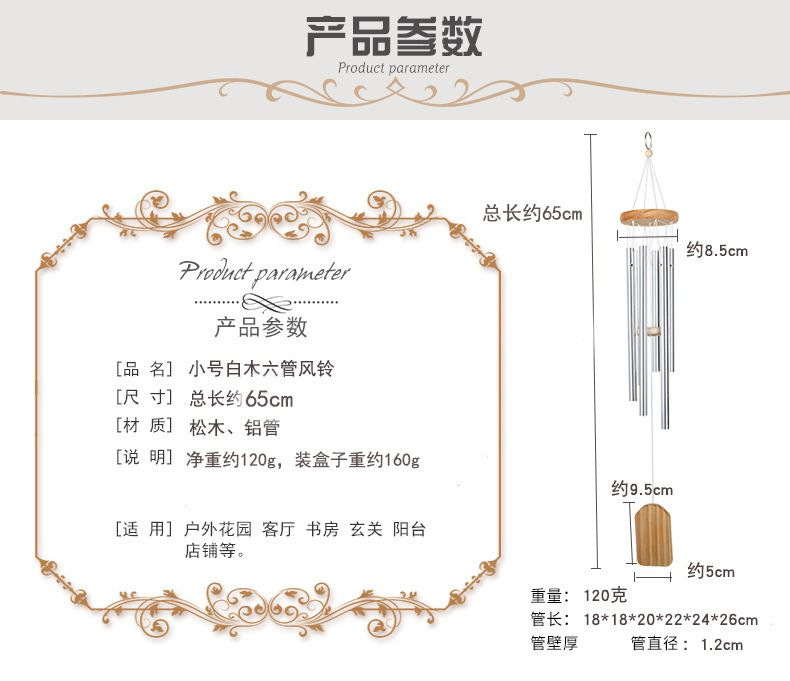 产品参数
Product parameter
Product parameter
产品参数
[品 名] 小号白木六管风铃
[尺 寸] 总长约65cm
[材 质] 松木、铝管
[说 明] 净重约120g，装盒子重约160g
[适 用] 户外花园 客厅 书房 玄关 阳台
店铺等。
总长约65cm
约8.5cm
约9.5cm
约5cm
重量： 120克
管长： 18*18*20*22*24*26cm
管壁厚 管直径： 1.2cm